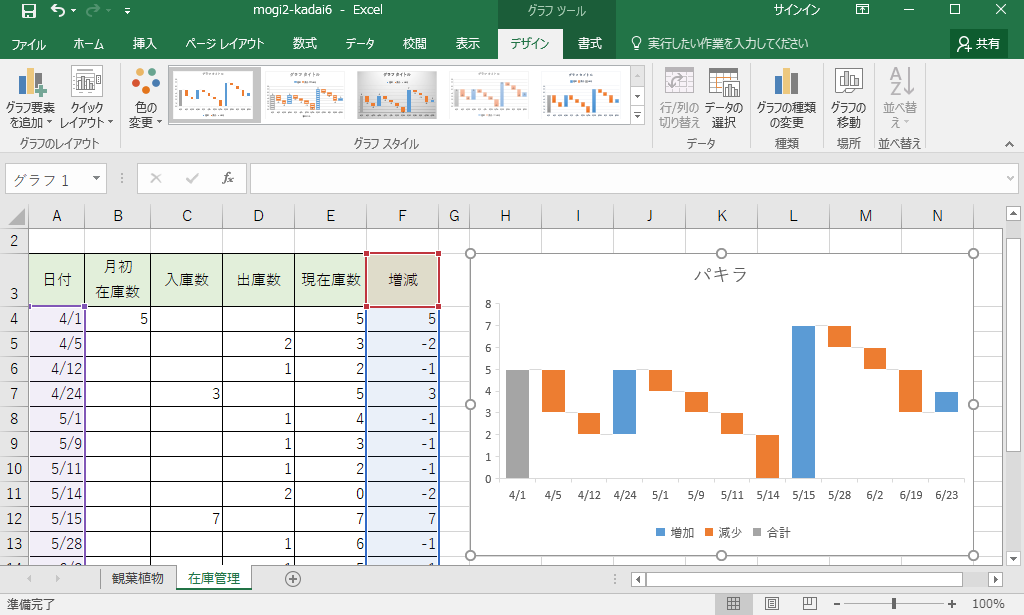 mogi2-kadai6 - Excel
グラフ ツール
サインイン
ファイル ホーム 挿入 ページ レイアウト 数式 データ 校閲 表示 デザイン 書式 実行したい作業を入力してください 共有
グラフ要素を追加
クイックレイアウト
色の変更
行/列の切り替え
データの選択
グラフの種類の変更
グラフの移動
並べ替え
グラフのレイアウト グラフ スタイル データ 種類 場所 並べ替え
グラフ 1 fx
A B C D E F G H I J K L M N
2
3 日付 月初在庫数 入庫数 出庫数 現在庫数 増減
4 4/1 5 5 5
5 4/5 2 3 -2
6 4/12 1 2 -1
7 4/24 3 5 3
8 5/1 1 4 -1
9 5/9 1 3 -1
10 5/11 1 2 -1
11 5/14 2 0 -2
12 5/15 7 7 7
13 5/28 1 6 -1
パキラ
8
7
6
5
4
3
2
1
0
4/1 4/5 4/12 4/24 5/1 5/9 5/11 5/14 5/15 5/28 6/2 6/19 6/23
増加 減少 合計
観葉植物 在庫管理
準備完了
100%